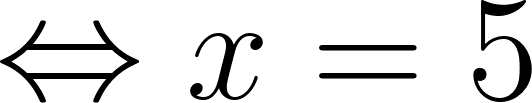 ⇔ x = 5